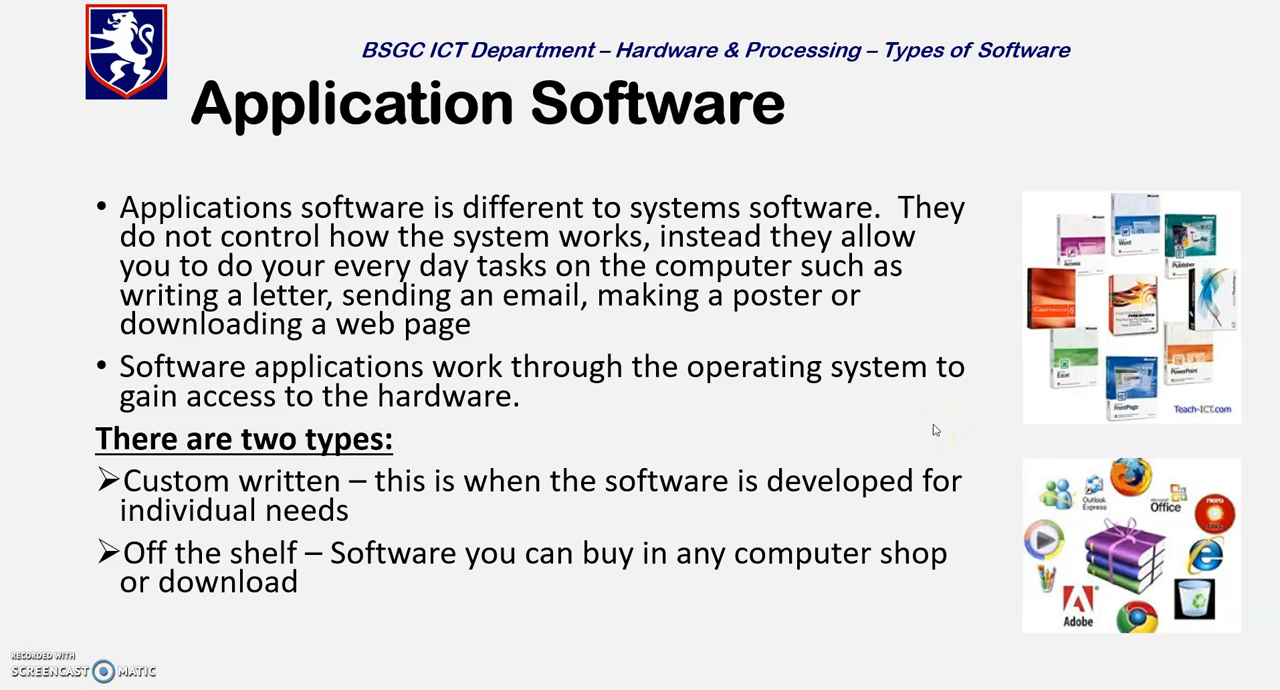 BSGC ICT Department – Hardware & Processing – Types of Software
Application Software
• Applications software is different to systems software. They
do not control how the system works, instead they allow
you to do your every day tasks on the computer such as
writing a letter, sending an email, making a poster or
downloading a web page
• Software applications work through the operating system to
gain access to the hardware.
There are two types:
➢Custom written – this is when the software is developed for
individual needs
➢Off the shelf – Software you can buy in any computer shop
or download
Word
Access
Publisher
Excel
PowerPoint
FrontPage
Teach-ICT.com
Outlook
Express
Microsoft
Office
nero
Adobe
RECORDED WITH
SCREENCAST MATIC